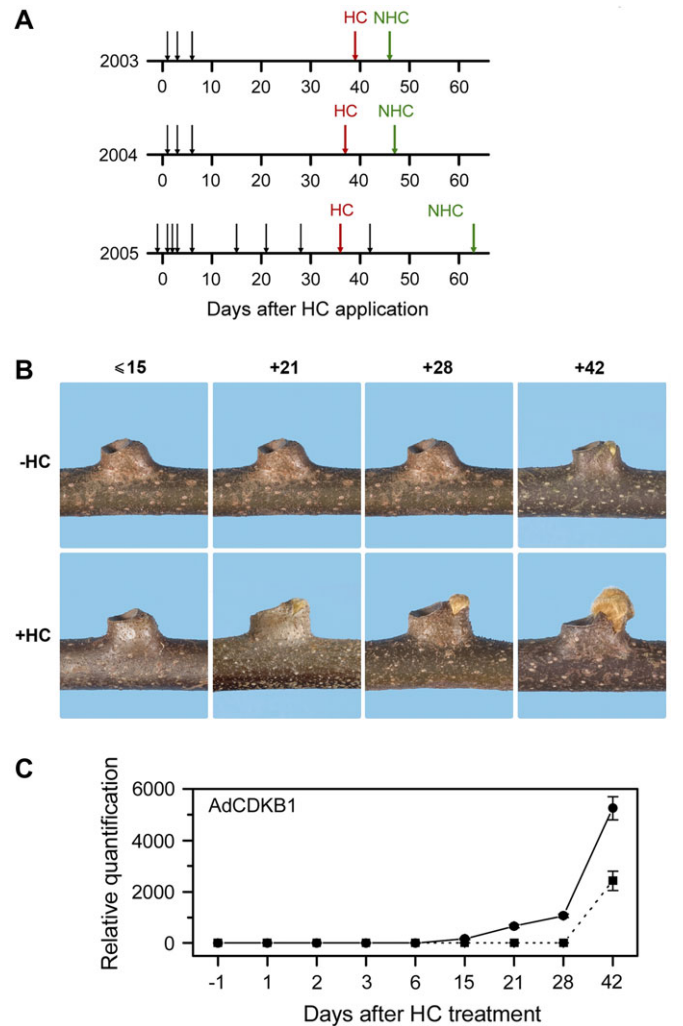 A
HC NHC
2003
0 10 20 30 40 50 60
HC NHC
2004
0 10 20 30 40 50 60
HC NHC
2005
0 10 20 30 40 50 60
Days after HC application
B
⩽15 +21 +28 +42
-HC
+HC
C
Relative quantification
6000
4000
2000
0
AdCDKB1
-1 1 2 3 6 15 21 28 42
Days after HC treatment